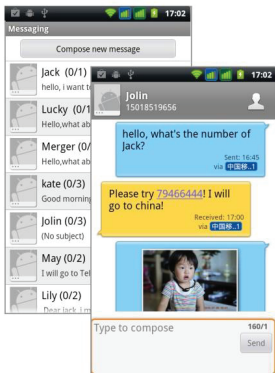 17:02
Messaging
Compose new message
Jack (0/1)
hello, i want to
Lucky (0/1
Hello,what ab
Merger (0/
Hello,what ab
kate (0/3)
Good morning
Jolin (0/3)
(No subject)
May (0/2)
I will go to Tel
Lily (0/2)
Dear Jack, i m
17:02
Jolin
15018519656
hello, what's the number of
Jack?
Sent: 16:45
via 中国移..1
Please try 79466444! I will
go to china!
Received: 17:00
via 中国移..1
Type to compose
160/1
Send